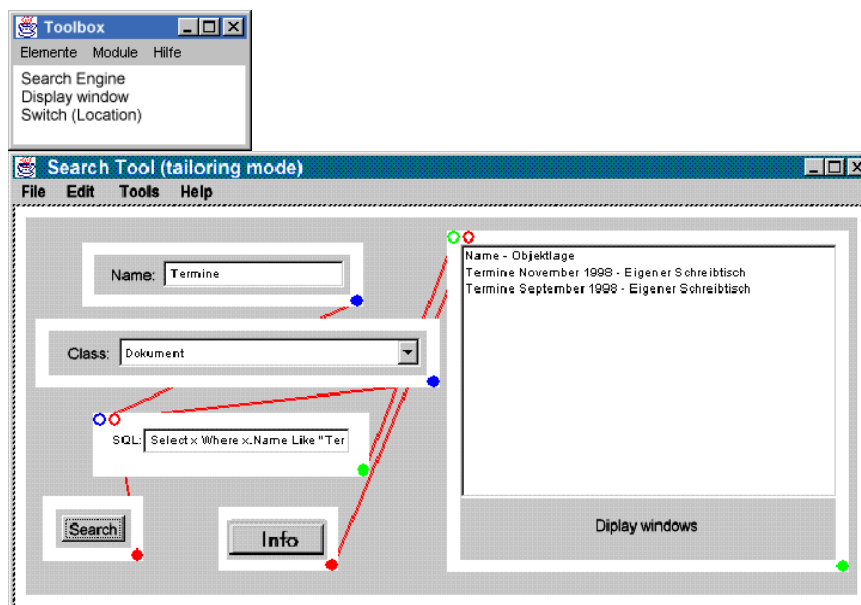 Toolbox
Elemente Module Hilfe
Search Engine
Display window
Switch (Location)
Search Tool (tailoring mode)
File Edit Tools Help
Name: Termine
Class: Dokument
SQL: Select x Where x.Name Like "Ter
Search
Info
Name - Objektlage
Termine November 1998 - Eigener Schreibtisch
Termine September 1998 - Eigener Schreibtisch
Diplay windows